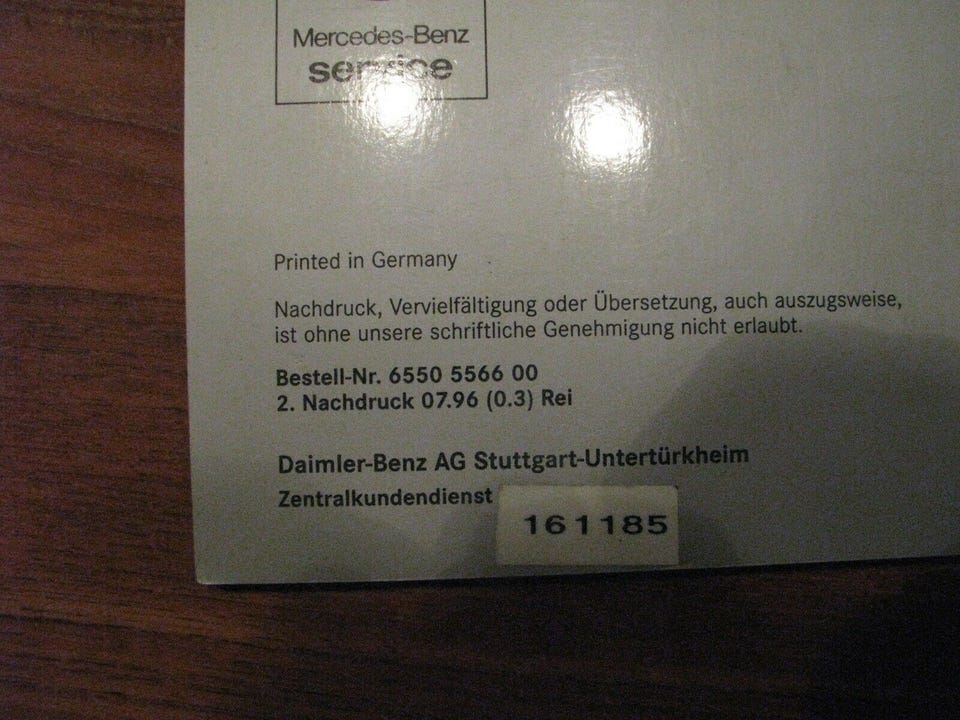 Mercedes-Benz
service
Printed in Germany
Nachdruck, Vervielfältigung oder Übersetzung, auch auszugsweise,
ist ohne unsere schriftliche Genehmigung nicht erlaubt.
Bestell-Nr. 6550 5566 00
2. Nachdruck 07.96 (0.3) Rei
Daimler-Benz AG Stuttgart-Untertürkheim
Zentralkundendienst
161185